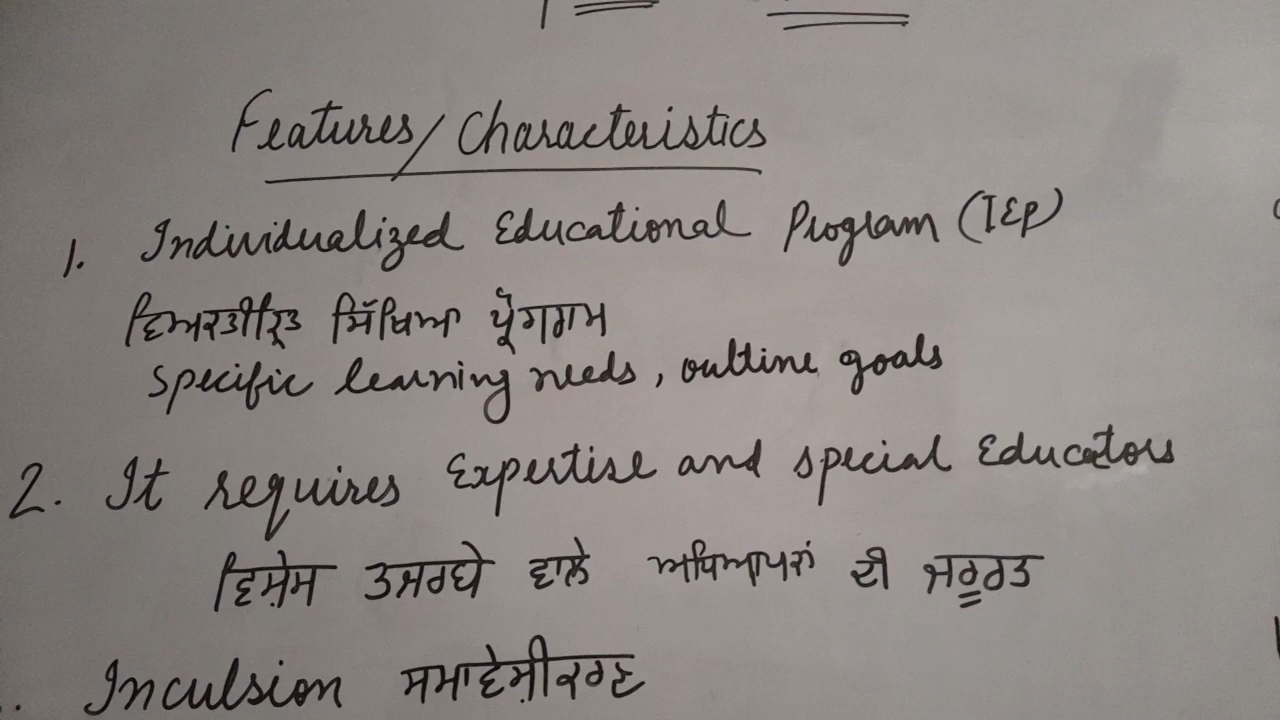 Features/Characteristics
1. Individualized Educational Program (IEP)
ਵਿਅਕਤੀਕ੍ਰਿਤ ਸਿੱਖਿਆ ਪ੍ਰੋਗਰਾਮ
Specific learning needs, outline goals
2. It requires Expertise and special Educators
ਵਿਸ਼ੇਸ ਤਜਰਬੇ ਵਾਲੇ ਅਧਿਆਪਕਾਂ ਦੀ ਜਰੂਰਤ
Inculsion ਸਮਾਵੇਸ਼ੀਕਰਣ